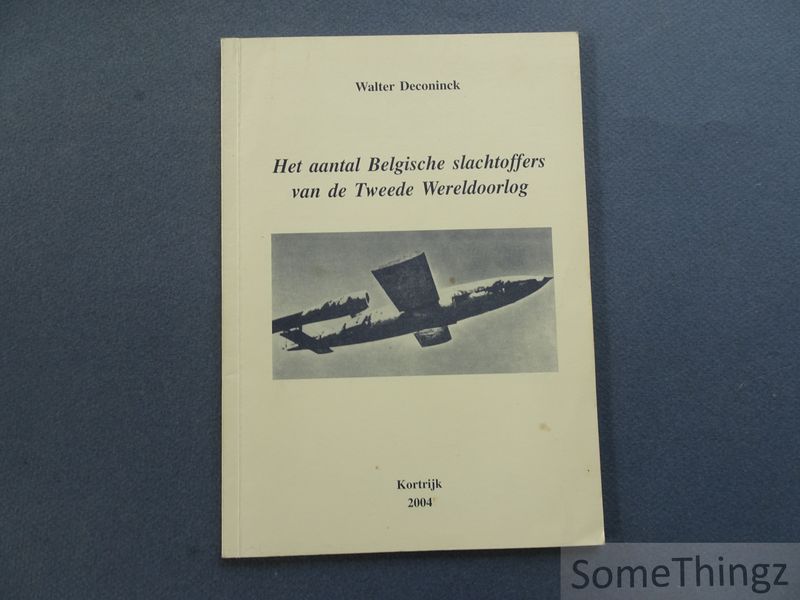 Walter Deconinck
Het aantal Belgische slachtoffers
van de Tweede Wereldoorlog
Kortrijk
2004
SomeThingz